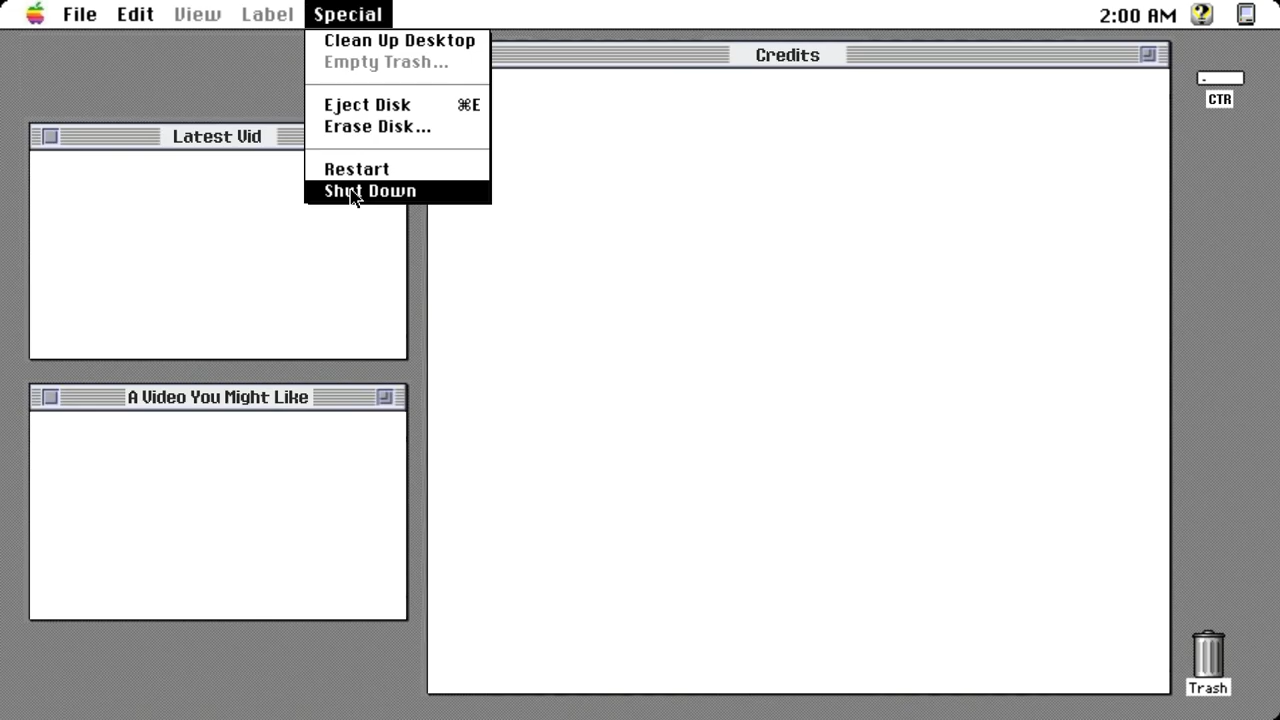 File Edit View Label Special 2:00 AM
Clean Up Desktop
Empty Trash...
Eject Disk ⌘E
Erase Disk...
Restart
Shut Down
Credits
CTR
Latest Vid
A Video You Might Like
Trash